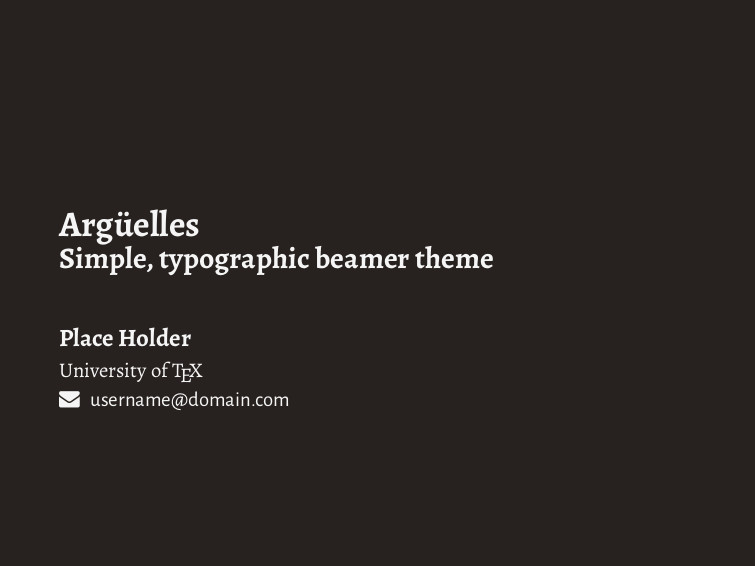 Argüelles
Simple, typographic beamer theme
Place Holder
University of TEX
username@domain.com